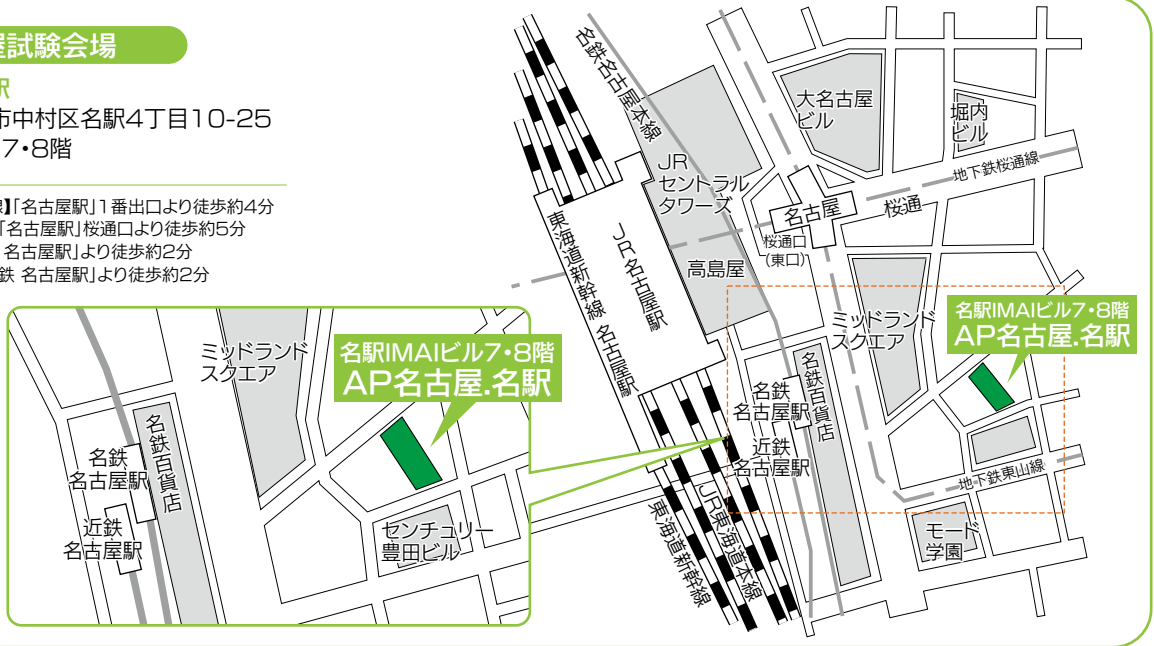 屋試験会場
駅
市中村区名駅4丁目10-25
7・8階
線】「名古屋駅」1番出口より徒歩約4分
「名古屋駅」桜通口より徒歩約5分
名古屋駅」より徒歩約2分
鉄 名古屋駅」より徒歩約2分
ミッドランド
スクエア
名駅IMAIビル7・8階
AP名古屋.名駅
名鉄百貨店
名鉄
名古屋駅
近鉄
名古屋駅
センチュリー
豊田ビル
名鉄名古屋本線
大名古屋
ビル
堀内
ビル
地下鉄桜通線
JR
セントラル
タワーズ
名古屋
桜通
桜通口
(東口)
東海道新幹線 名古屋駅
JR名古屋駅
高島屋
ミッドランド
スクエア
名駅IMAIビル7・8階
AP名古屋.名駅
名鉄
名古屋駅
名鉄百貨店
近鉄
名古屋駅
地下鉄東山線
東海道新幹線
JR東海道本線
モード
学園